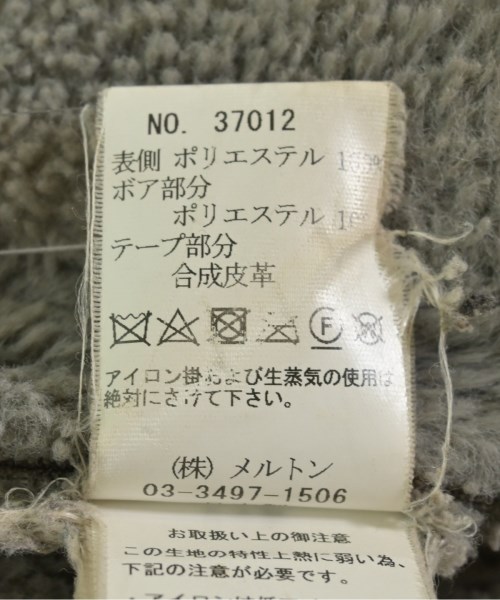 NO. 37012
表側 ポリエステル
ボア部分
ポリエステル
テープ部分
合成皮革
F
アイロン掛および生蒸気の使用は
絶対にさけて下さい。
(株) メルトン
03-3497-1506
お取扱い上の御注意
この生地の特性上熱に弱い為、
下記の注意が必要です。